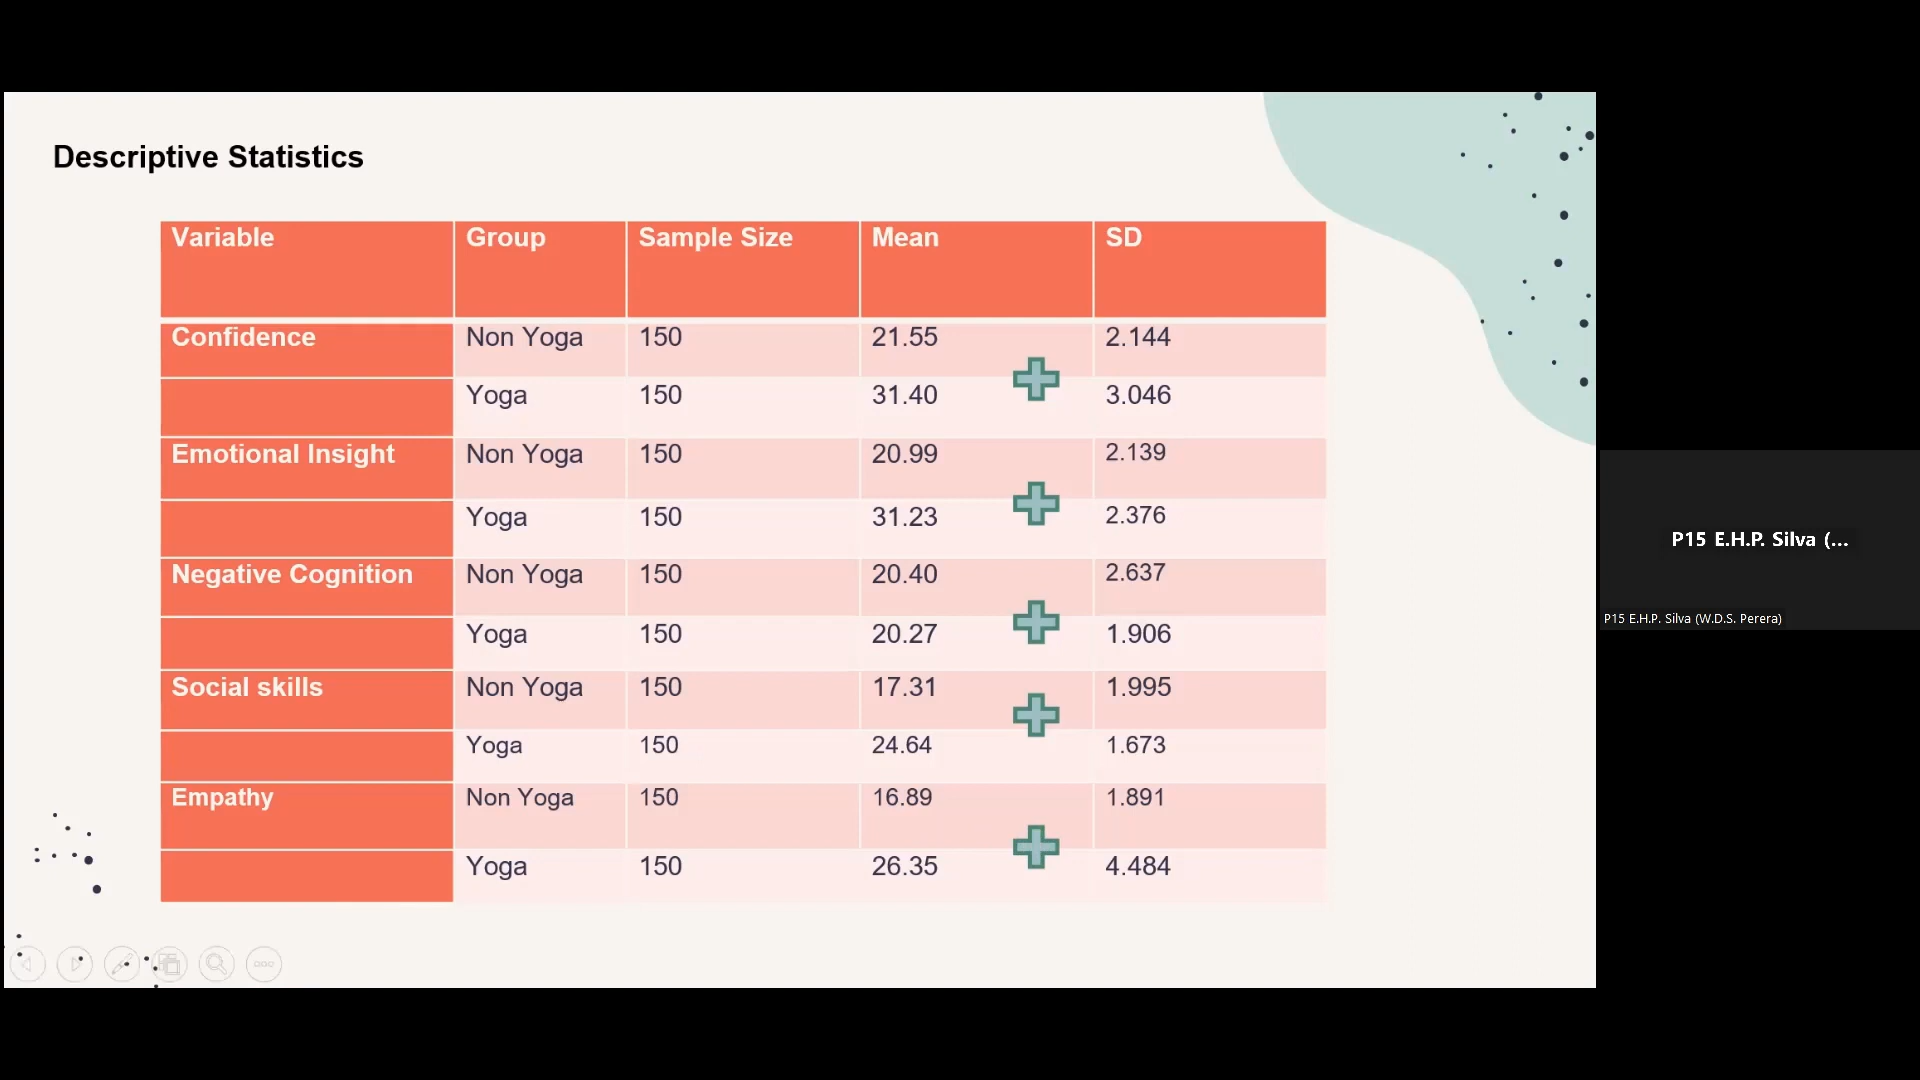 Descriptive Statistics
Variable Group Sample Size Mean SD
Confidence Non Yoga 150 21.55 2.144
Yoga 150 31.40 3.046
Emotional Insight Non Yoga 150 20.99 2.139
Yoga 150 31.23 2.376
Negative Cognition Non Yoga 150 20.40 2.637
Yoga 150 20.27 1.906
Social skills Non Yoga 150 17.31 1.995
Yoga 150 24.64 1.673
Empathy Non Yoga 150 16.89 1.891
Yoga 150 26.35 4.484
P15 E.H.P. Silva (...
P15 E.H.P. Silva (W.D.S. Perera)